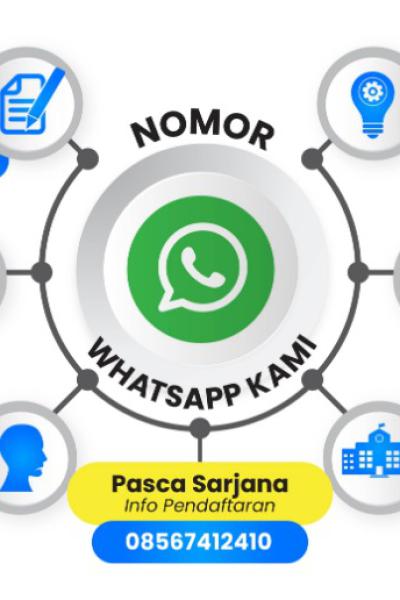 NOMOR
WHATSAPP KAMI
Pasca Sarjana
Info Pendaftaran
08567412410